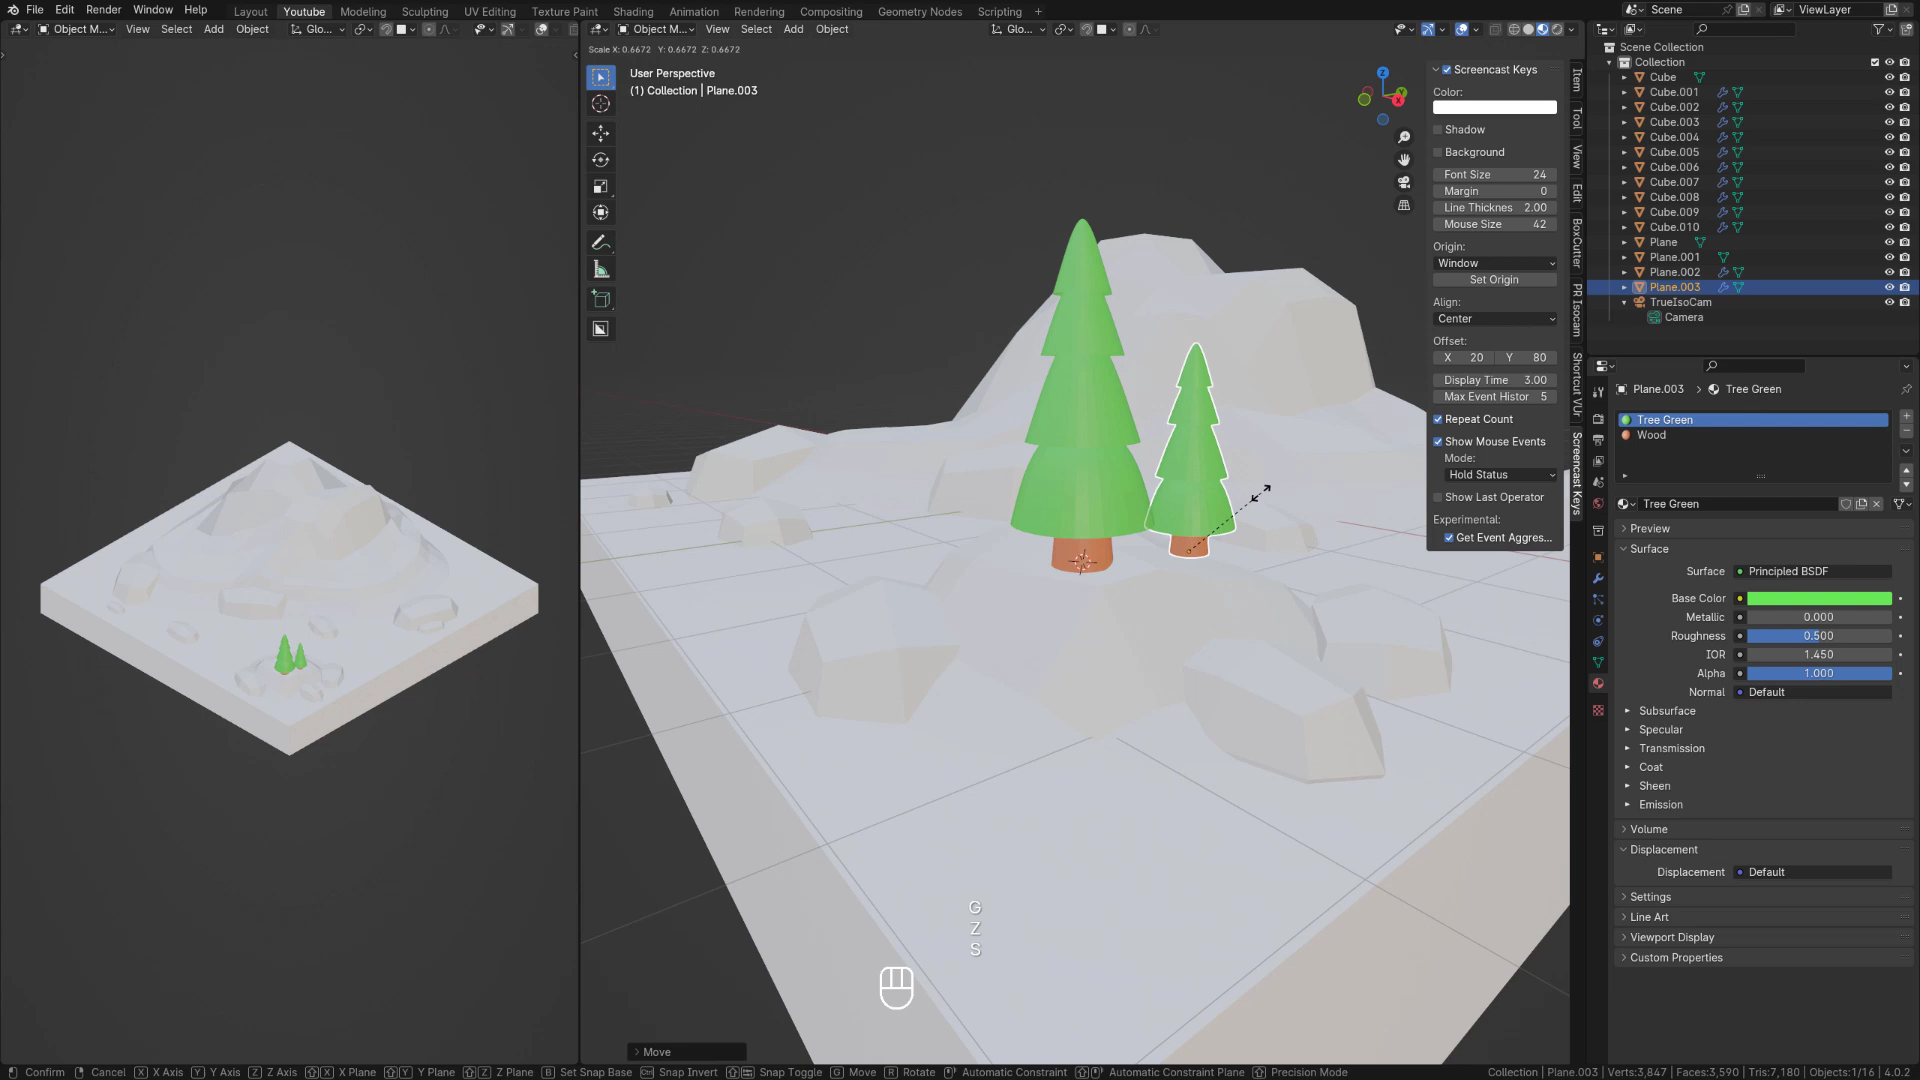 File Edit Render Window Help Layout Youtube Modeling Sculpting UV Editing Texture Paint Shading Animation Rendering Compositing Geometry Nodes Scripting + Scene ViewLayer
Object M... View Select Add Object Glo... Object M... View Select Add Object Glo...
Scale X: 0.6672 Y: 0.6672 Z: 0.6672
User Perspective
(1) Collection | Plane.003
Z
Y
X
Screencast Keys
Color:
Shadow
Background
Font Size 24
Margin 0
Line Thicknes 2.00
Mouse Size 42
Origin:
Window
Set Origin
Align:
Center
Offset:
X 20 Y 80
Display Time 3.00
Max Event Histor 5
Repeat Count
Show Mouse Events
Mode:
Hold Status
Show Last Operator
Experimental:
Get Event Aggres...
Item
Tool
View
Edit
BoxCutter
PR Isocam
Shortcut VUr
Screencast Keys
Scene Collection
Collection
Cube
Cube.001
Cube.002
Cube.003
Cube.004
Cube.005
Cube.006
Cube.007
Cube.008
Cube.009
Cube.010
Plane
Plane.001
Plane.002
Plane.003
TrueIsoCam
Camera
Plane.003 > Tree Green
Tree Green
Wood
Tree Green
Preview
Surface
Surface Principled BSDF
Base Color
Metallic 0.000
Roughness 0.500
IOR 1.450
Alpha 1.000
Normal Default
Subsurface
Specular
Transmission
Coat
Sheen
Emission
Volume
Displacement
Displacement Default
Settings
Line Art
Viewport Display
Custom Properties
G
Z
S
Move
Confirm Cancel X X Axis Y Y Axis Z Z Axis X X Plane Y Y Plane Z Z Plane B Set Snap Base Ctrl Snap Invert Snap Toggle G Move R Rotate Automatic Constraint Automatic Constraint Plane Precision Mode Collection | Plane.003 | Verts:3,847 | Faces:3,590 | Tris:7,180 | Objects:1/16 | 4.0.2